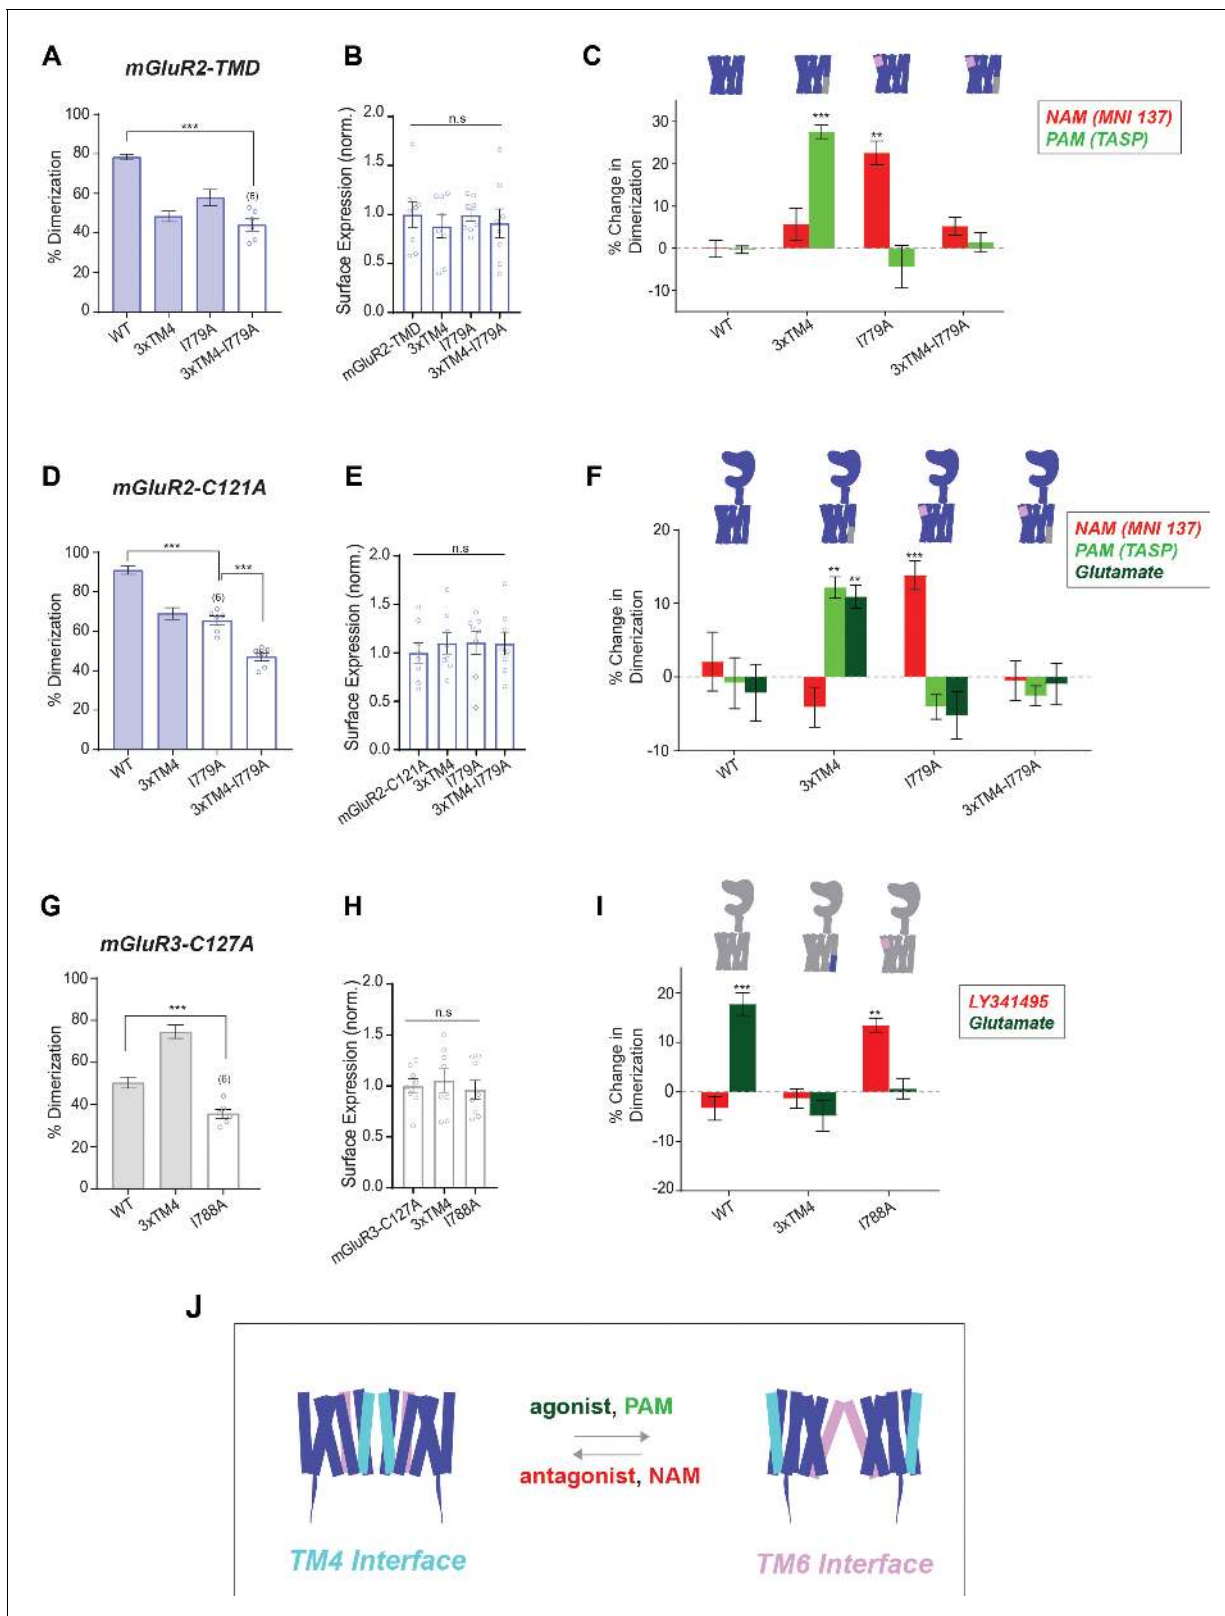 A
mGluR2-TMD
% Dimerization
100
80
60
40
20
0
***
(6)
WT
3xTM4
I779A
3xTM4-I779A
B
Surface Expression (norm.)
2.0
1.5
1.0
0.5
0.0
n.s
mGluR2-TMD
3xTM4
I779A
3xTM4-I779A
C
% Change in
Dimerization
30
20
10
0
-10
***
**
WT
3xTM4
I779A
3xTM4-I779A
NAM (MNI 137)
PAM (TASP)
D
mGluR2-C121A
% Dimerization
100
80
60
40
20
0
***
***
(6)
WT
3xTM4
I779A
3xTM4-I779A
E
Surface Expression (norm.)
2.0
1.5
1.0
0.5
0.0
n.s
mGluR2-C121A
3xTM4
I779A
3xTM4-I779A
F
% Change in
Dimerization
20
10
0
-10
**
**
***
WT
3xTM4
I779A
3xTM4-I779A
NAM (MNI 137)
PAM (TASP)
Glutamate
G
mGluR3-C127A
% Dimerization
100
80
60
40
20
0
***
(6)
WT
3xTM4
I788A
H
Surface Expression (norm.)
2.0
1.5
1.0
0.5
0.0
n.s
mGluR3-C127A
3xTM4
I788A
I
% Change in
Dimerization
20
10
0
-10
-20
***
**
WT
3xTM4
I788A
LY341495
Glutamate
J
agonist, PAM
antagonist, NAM
TM4 Interface
TM6 Interface